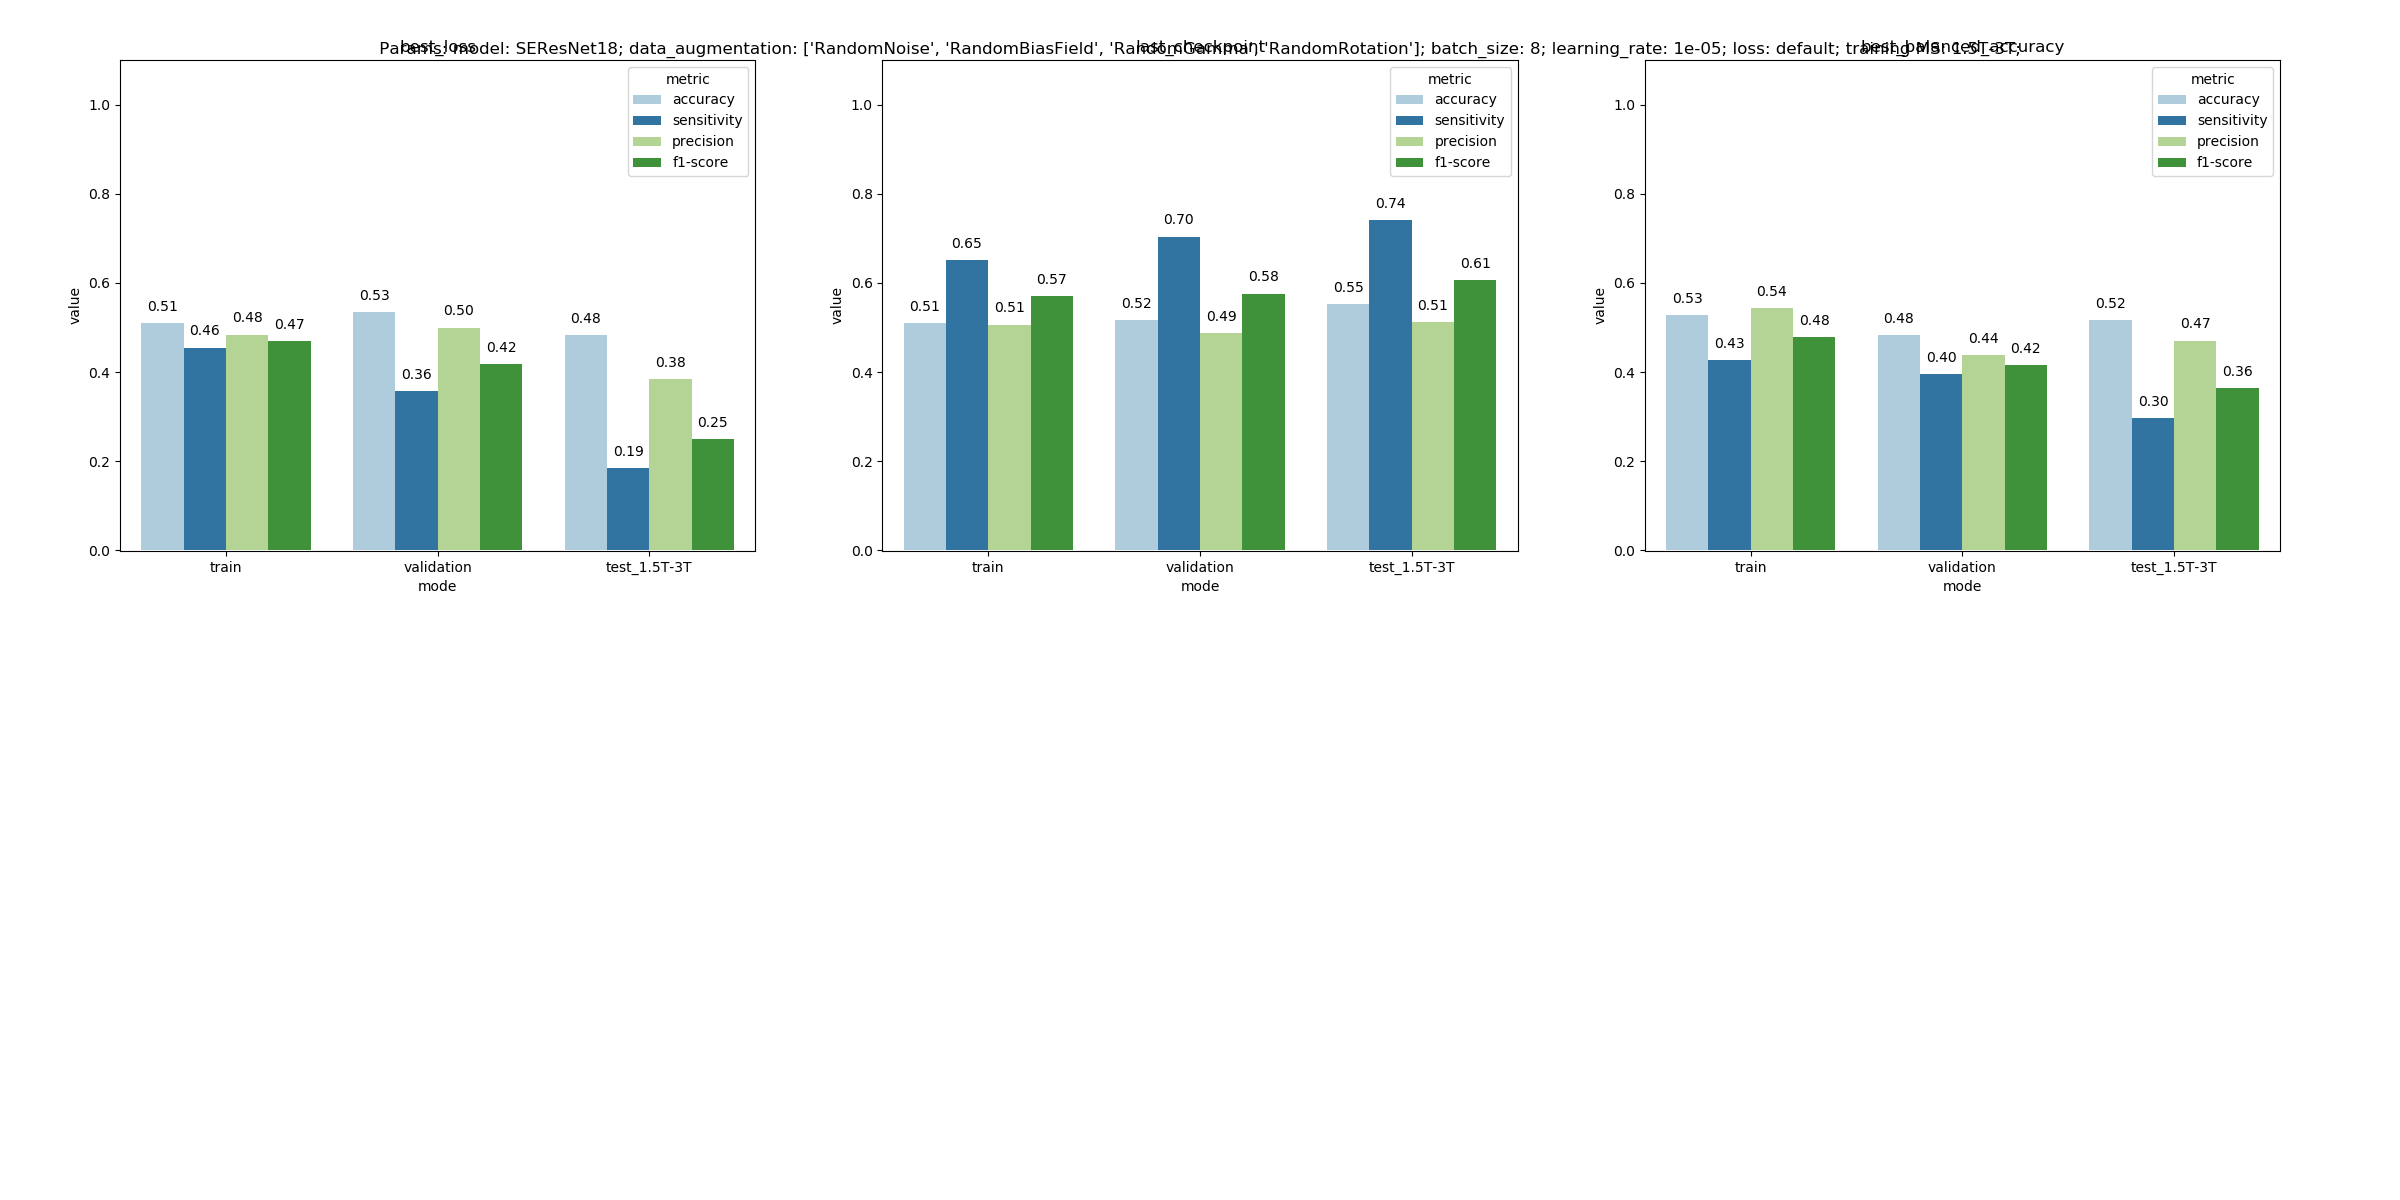 Params: model: SEResNet18; data_augmentation: ['RandomNoise', 'RandomBiasField', 'RandomGamma', 'RandomRotation']; batch_size: 8; learning_rate: 1e-05; loss: default; training MS: 1.5T-3T;
best_loss
last_checkpoint
best_balanced_accuracy
metric
accuracy
sensitivity
precision
f1-score
1.0
0.8
0.6
0.4
0.2
0.0
value
0.51
0.46
0.48
0.47
0.53
0.36
0.50
0.42
0.48
0.19
0.38
0.25
train
validation
test_1.5T-3T
mode
metric
accuracy
sensitivity
precision
f1-score
1.0
0.8
0.6
0.4
0.2
0.0
value
0.51
0.65
0.51
0.57
0.52
0.70
0.49
0.58
0.55
0.74
0.51
0.61
train
validation
test_1.5T-3T
mode
metric
accuracy
sensitivity
precision
f1-score
1.0
0.8
0.6
0.4
0.2
0.0
value
0.53
0.43
0.54
0.48
0.48
0.40
0.44
0.42
0.52
0.30
0.47
0.36
train
validation
test_1.5T-3T
mode